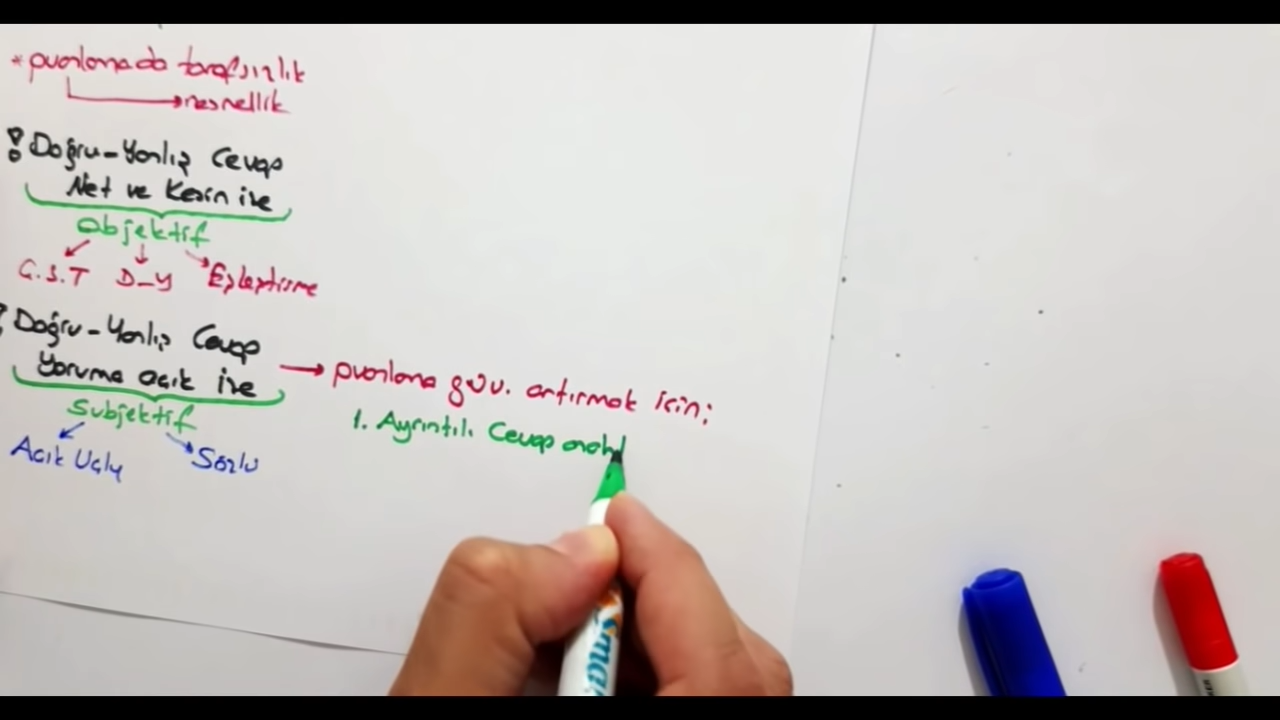 * puanlamada tarafsızlık
→ nesnellik
! Doğru-Yanlış Cevap
Net ve Kesin ise
Objektif
Ç.S.T D-Y Eşleştirme
! Doğru-Yanlış Cevap
Yoruma açık ise
Subjektif
Açık Uçlu Sözlü
→ puanlama güv. artırmak için;
1. Ayrıntılı Cevap anaht